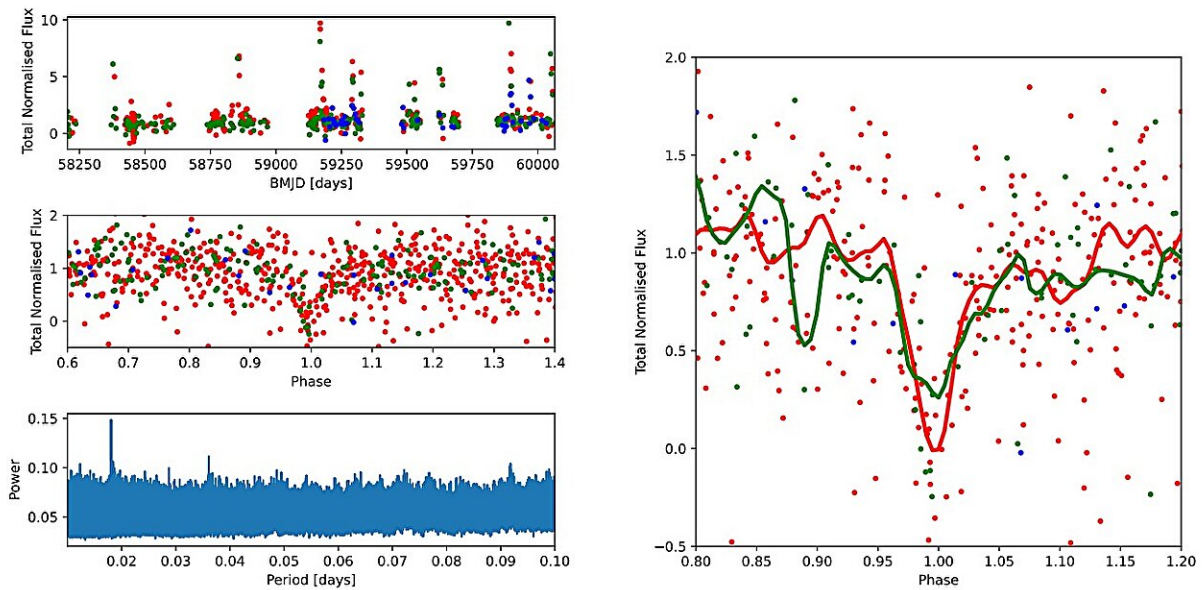 Total Normalised Flux
10
5
0
58250 58500 58750 59000 59250 59500 59750 60000
BMJD [days]
Total Normalised Flux
2
1
0
0.6 0.7 0.8 0.9 1.0 1.1 1.2 1.3 1.4
Phase
Power
0.15
0.10
0.05
0.02 0.03 0.04 0.05 0.06 0.07 0.08 0.09 0.10
Period [days]
Total Normalised Flux
2.0
1.5
1.0
0.5
0.0
−0.5
0.80 0.85 0.90 0.95 1.00 1.05 1.10 1.15 1.20
Phase